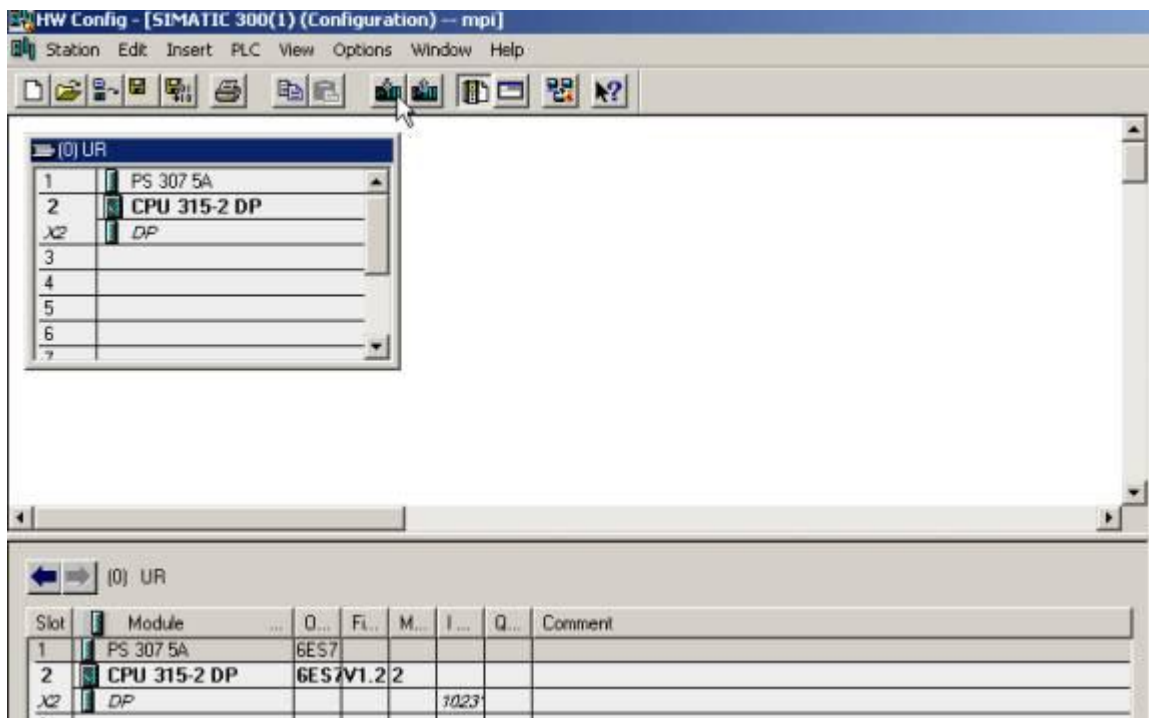 HW Config - [SIMATIC 300(1) (Configuration) -- mpi]
Station Edit Insert PLC View Options Window Help
(0) UR
1 PS 307 5A
2 CPU 315-2 DP
X2 DP
3
4
5
6
7
(0) UR
Slot Module ... O... Fi... M... I ... Q... Comment
1 PS 307 5A 6ES7
2 CPU 315-2 DP 6ES7 V1.2 2
X2 DP 1023